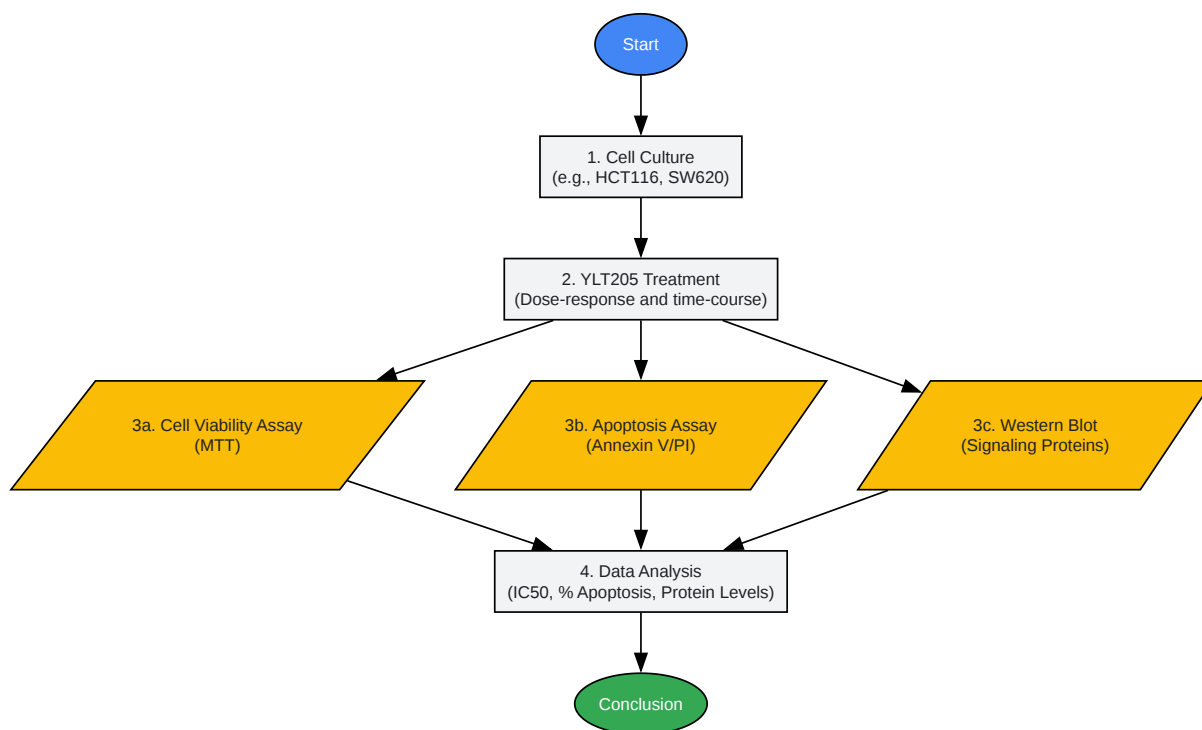 Start
1. Cell Culture
(e.g., HCT116, SW620)
2. YLT205 Treatment
(Dose-response and time-course)
3a. Cell Viability Assay
(MTT)
3b. Apoptosis Assay
(Annexin V/PI)
3c. Western Blot
(Signaling Proteins)
4. Data Analysis
(IC50, % Apoptosis, Protein Levels)
Conclusion